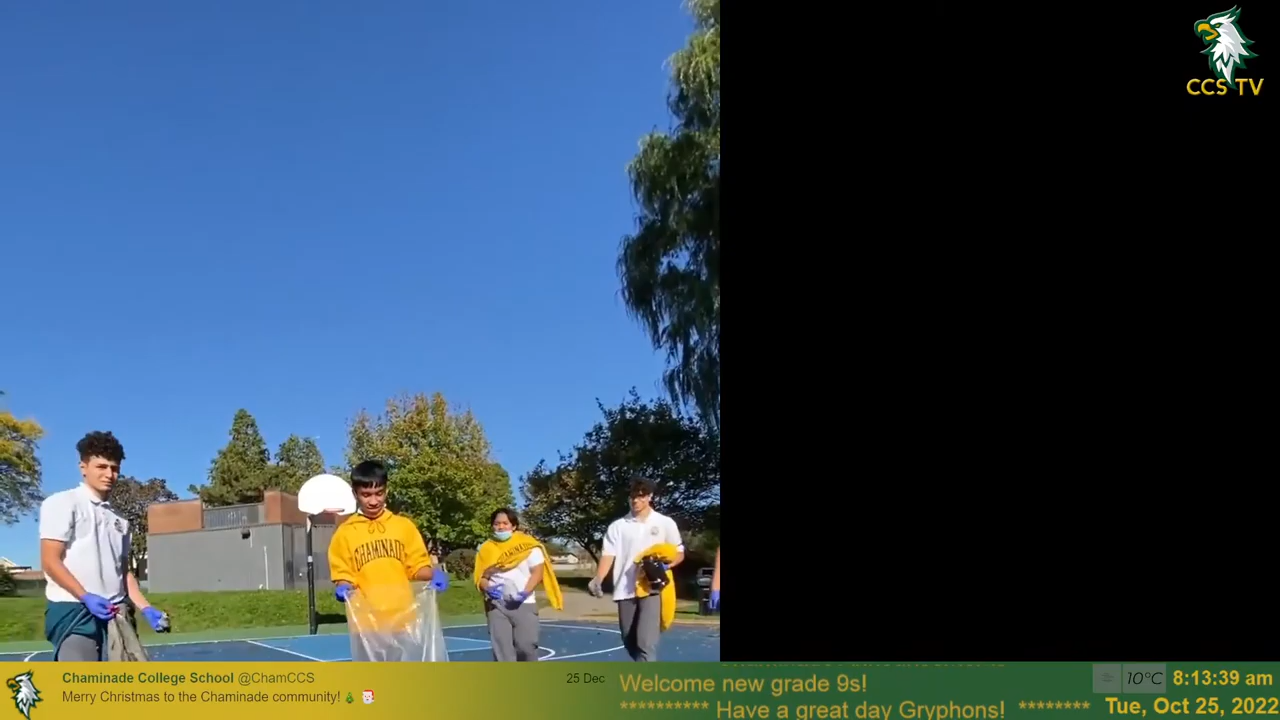 CCS TV
CHAMINADE
CHAMINADE
Chaminade College School @ChamCCS
25 Dec
Merry Christmas to the Chaminade community!
Welcome new grade 9s!
********** Have a great day Gryphons! ********
10°C
8:13:39 am
Tue, Oct 25, 2022